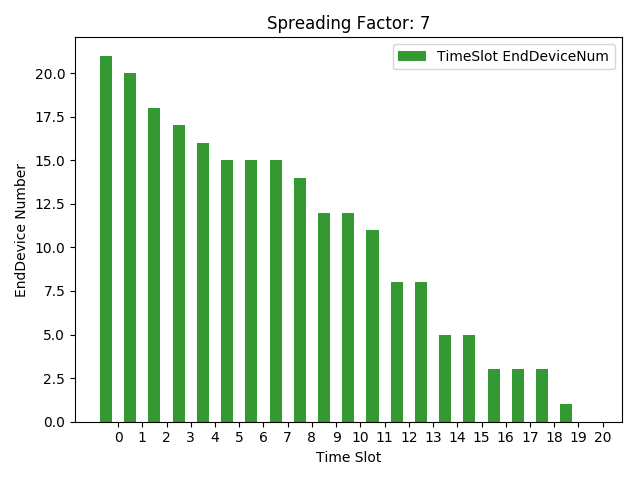 Spreading Factor: 7
TimeSlot EndDeviceNum
EndDevice Number
20.0
17.5
15.0
12.5
10.0
7.5
5.0
2.5
0.0
0 1 2 3 4 5 6 7 8 9 10 11 12 13 14 15 16 17 18 19 20
Time Slot